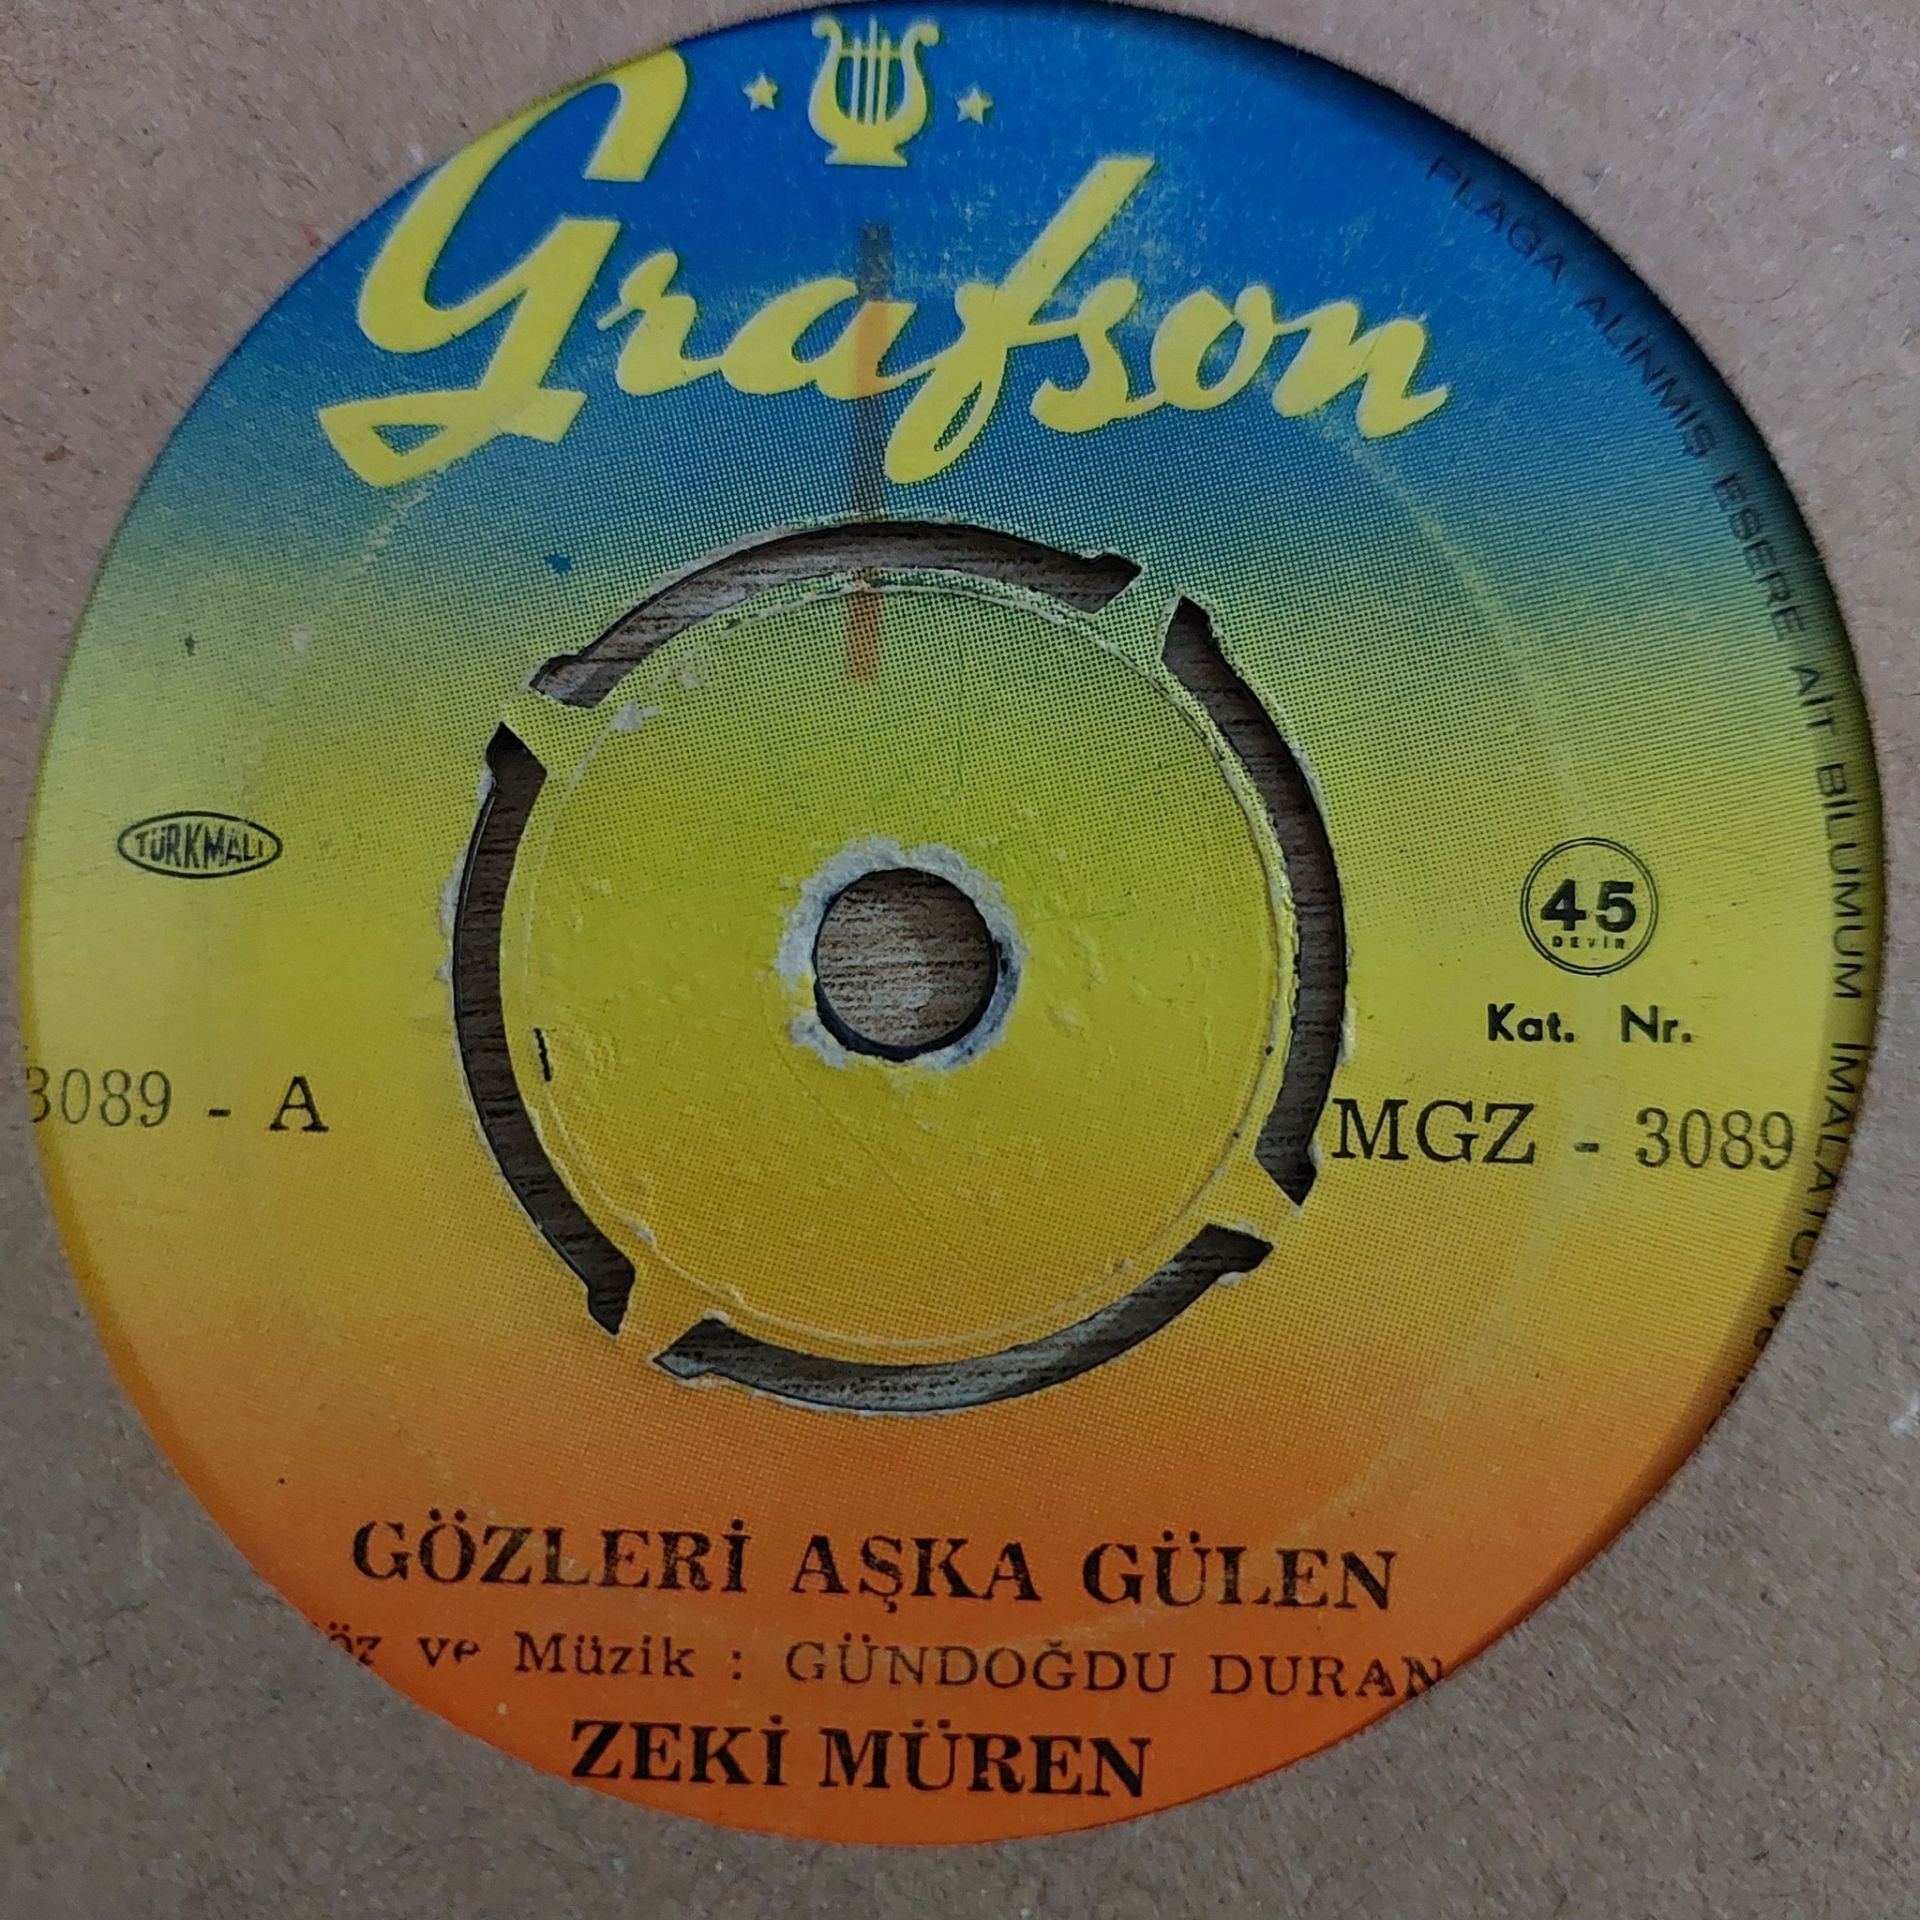 Grafson
PLAĞA ALINMIŞ ESERE AİT BİLUMUM İMALATÇI
TÜRKMALI
45
DEVİR
Kat. Nr.
3089 - A
MGZ - 3089
GÖZLERİ AŞKA GÜLEN
öz ve Müzik : GÜNDOĞDU DURAN
ZEKİ MÜREN